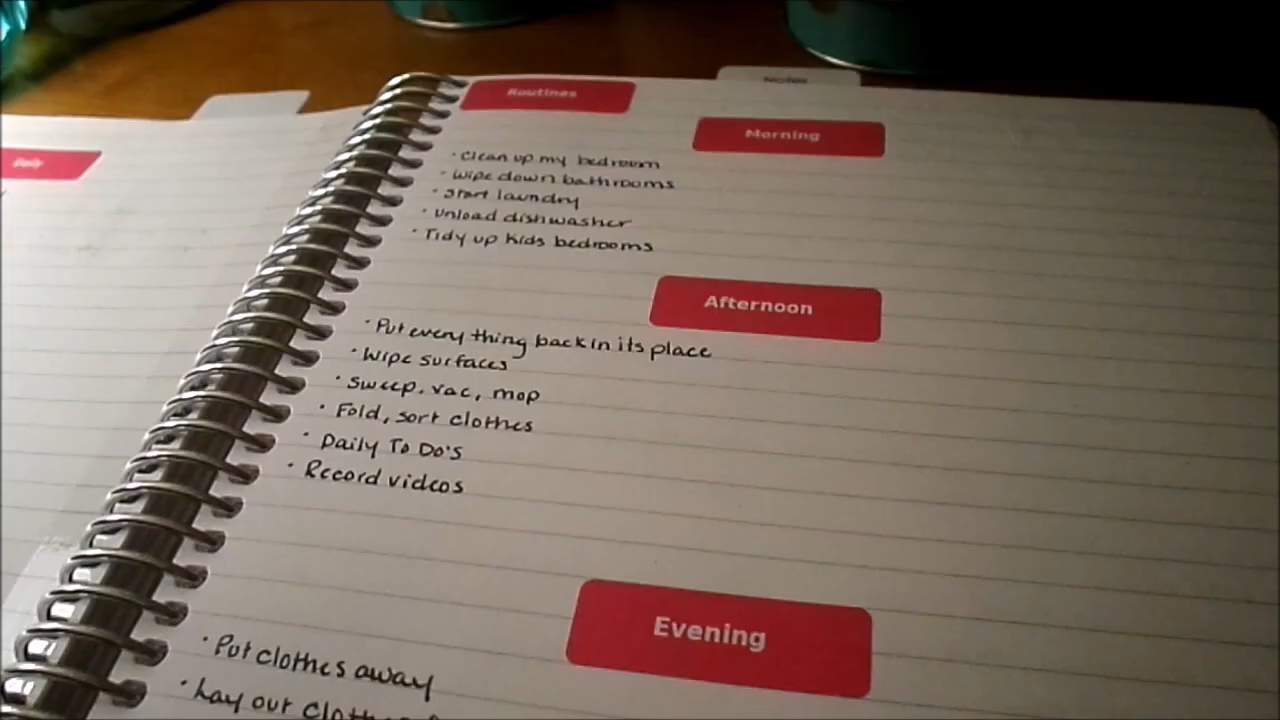 Routines
Notes
Daily
Morning
· Clean up my bedroom
· Wipe down bathrooms
· Start laundry
· Unload dishwasher
· Tidy up kids bedrooms
Afternoon
· Put every thing back in its place
· Wipe surfaces
· Sweep, vac, mop
· Fold, sort clothes
· Daily To Do's
· Record videos
Evening
· Put clothes away
· Lay out